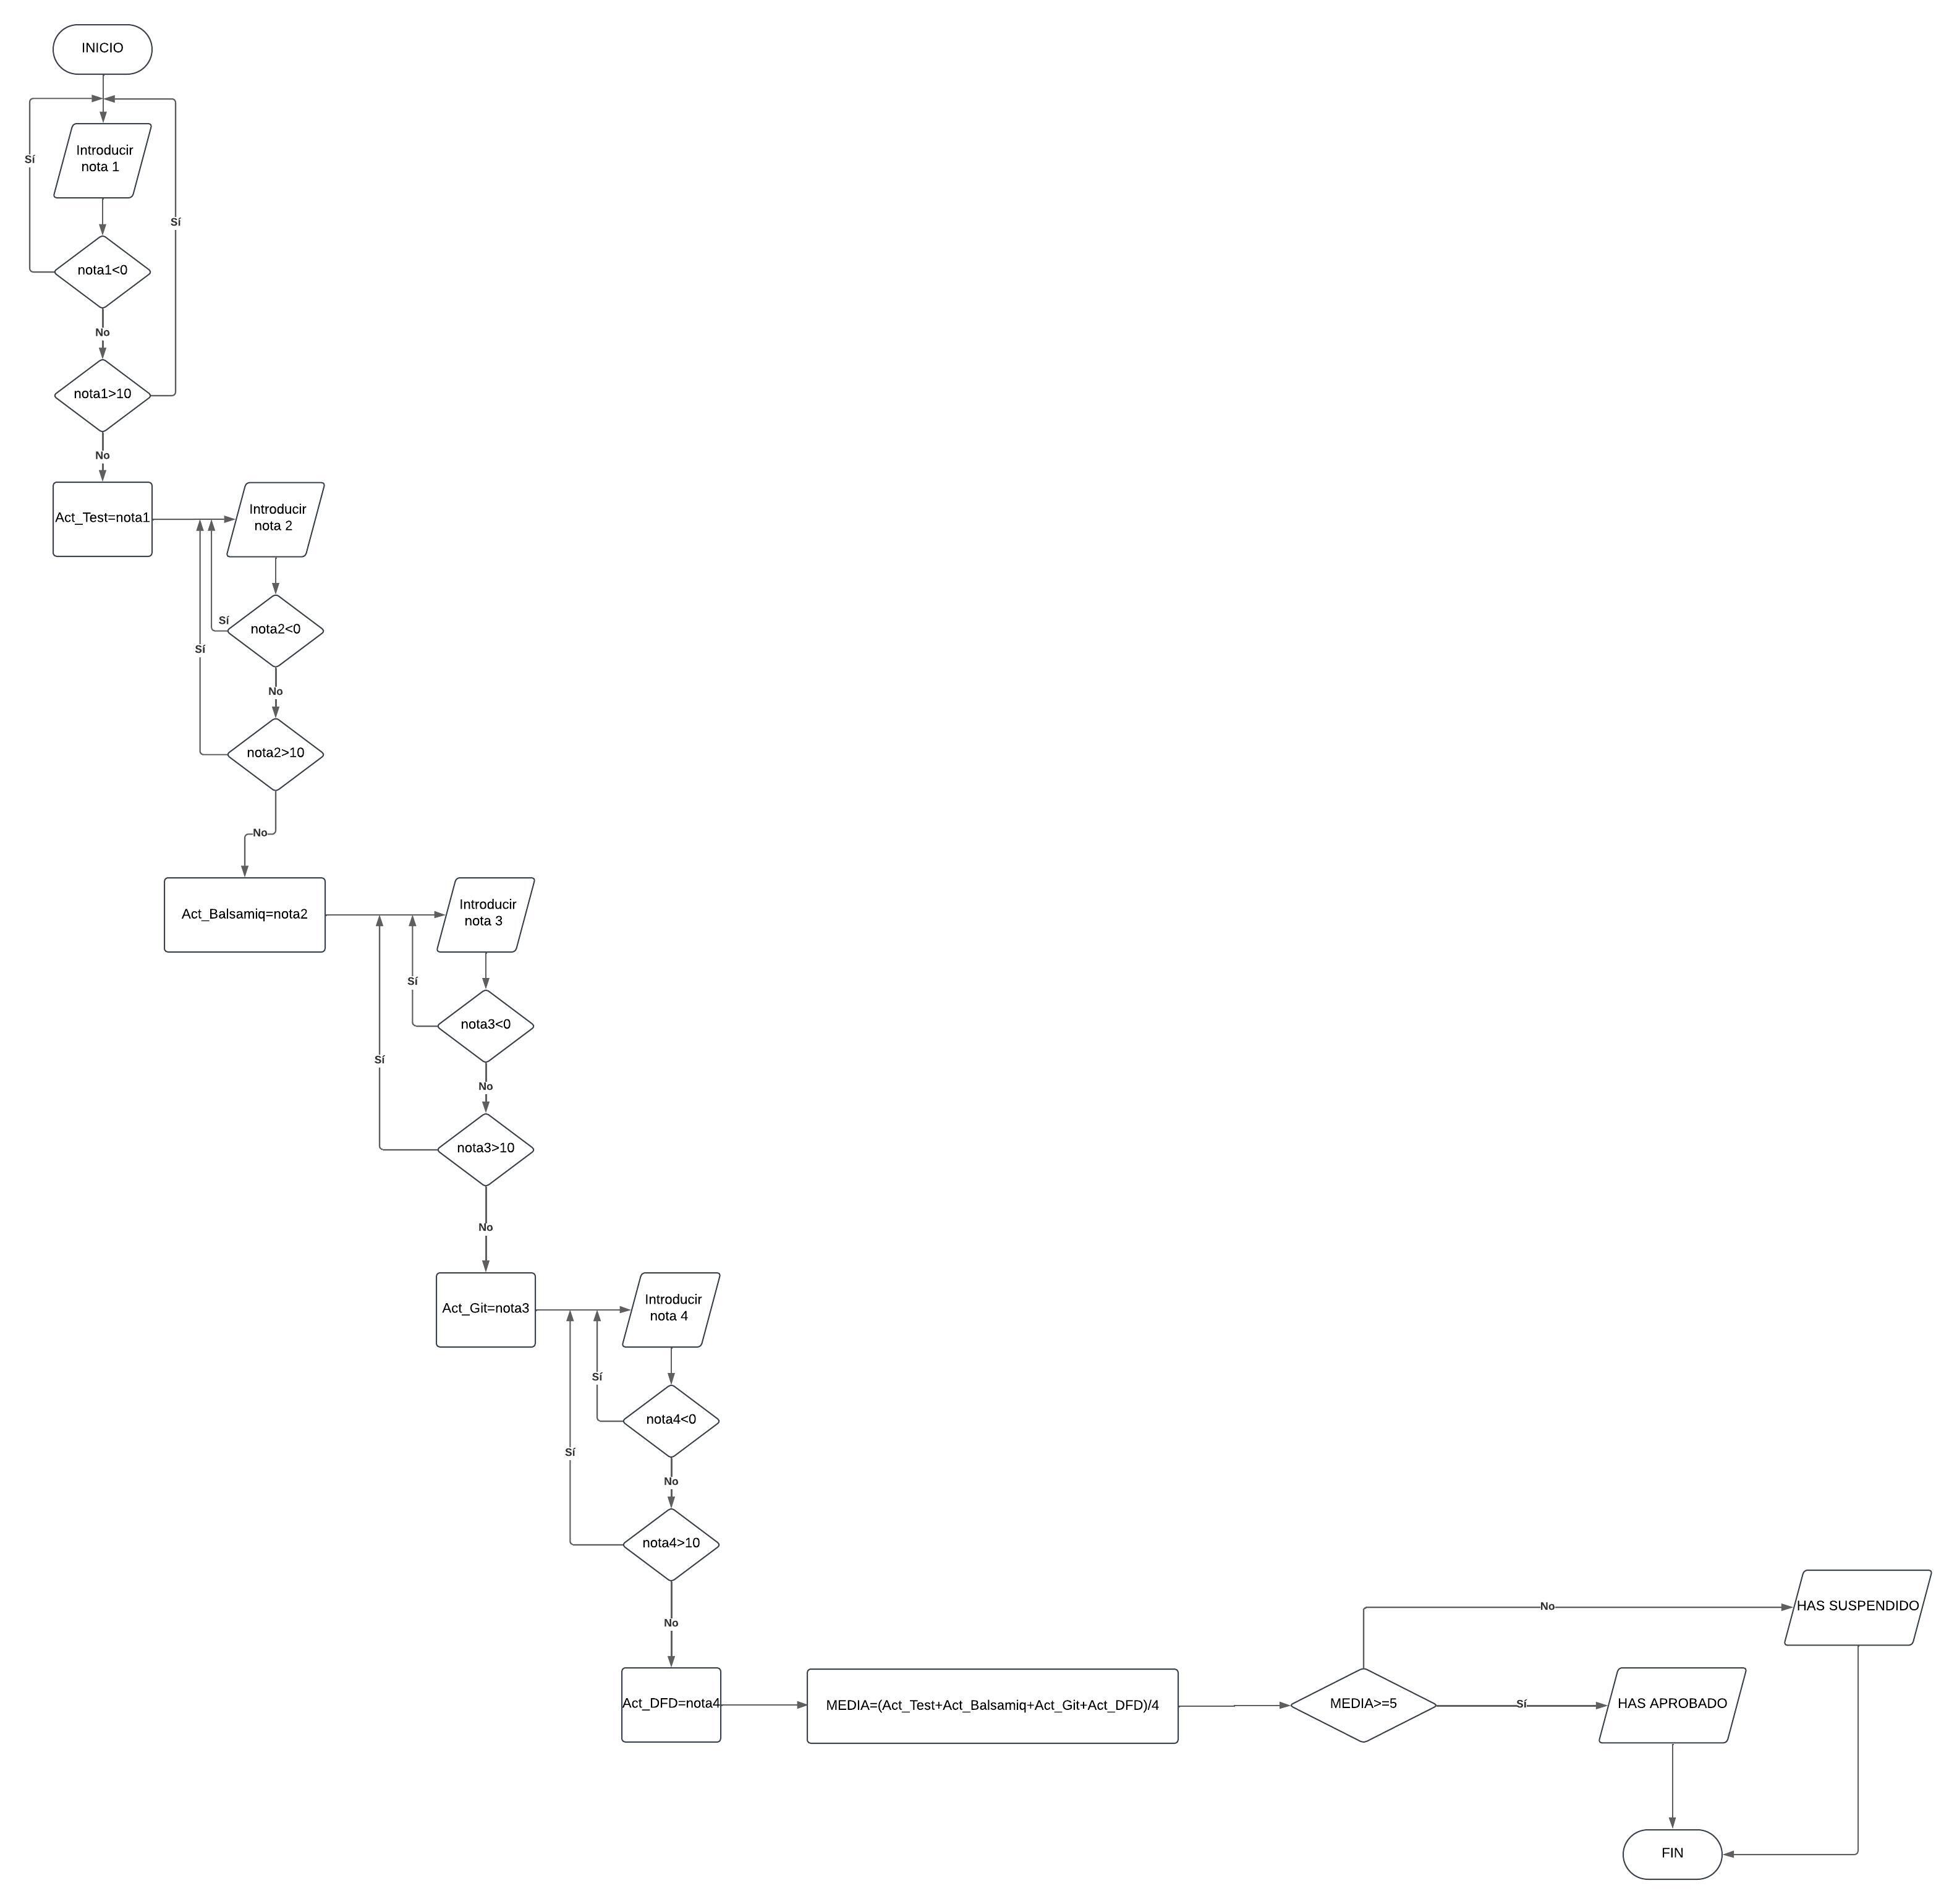 INICIO
Introducir
nota 1
Sí
Sí
nota1<0
No
nota1>10
No
Act_Test=nota1
Introducir
nota 2
Sí
nota2<0
Sí
No
nota2>10
No
Act_Balsamiq=nota2
Introducir
nota 3
Sí
nota3<0
Sí
No
nota3>10
No
Act_Git=nota3
Introducir
nota 4
Sí
nota4<0
Sí
No
nota4>10
No
Act_DFD=nota4
MEDIA=(Act_Test+Act_Balsamiq+Act_Git+Act_DFD)/4
MEDIA>=5
No
HAS SUSPENDIDO
Sí
HAS APROBADO
FIN